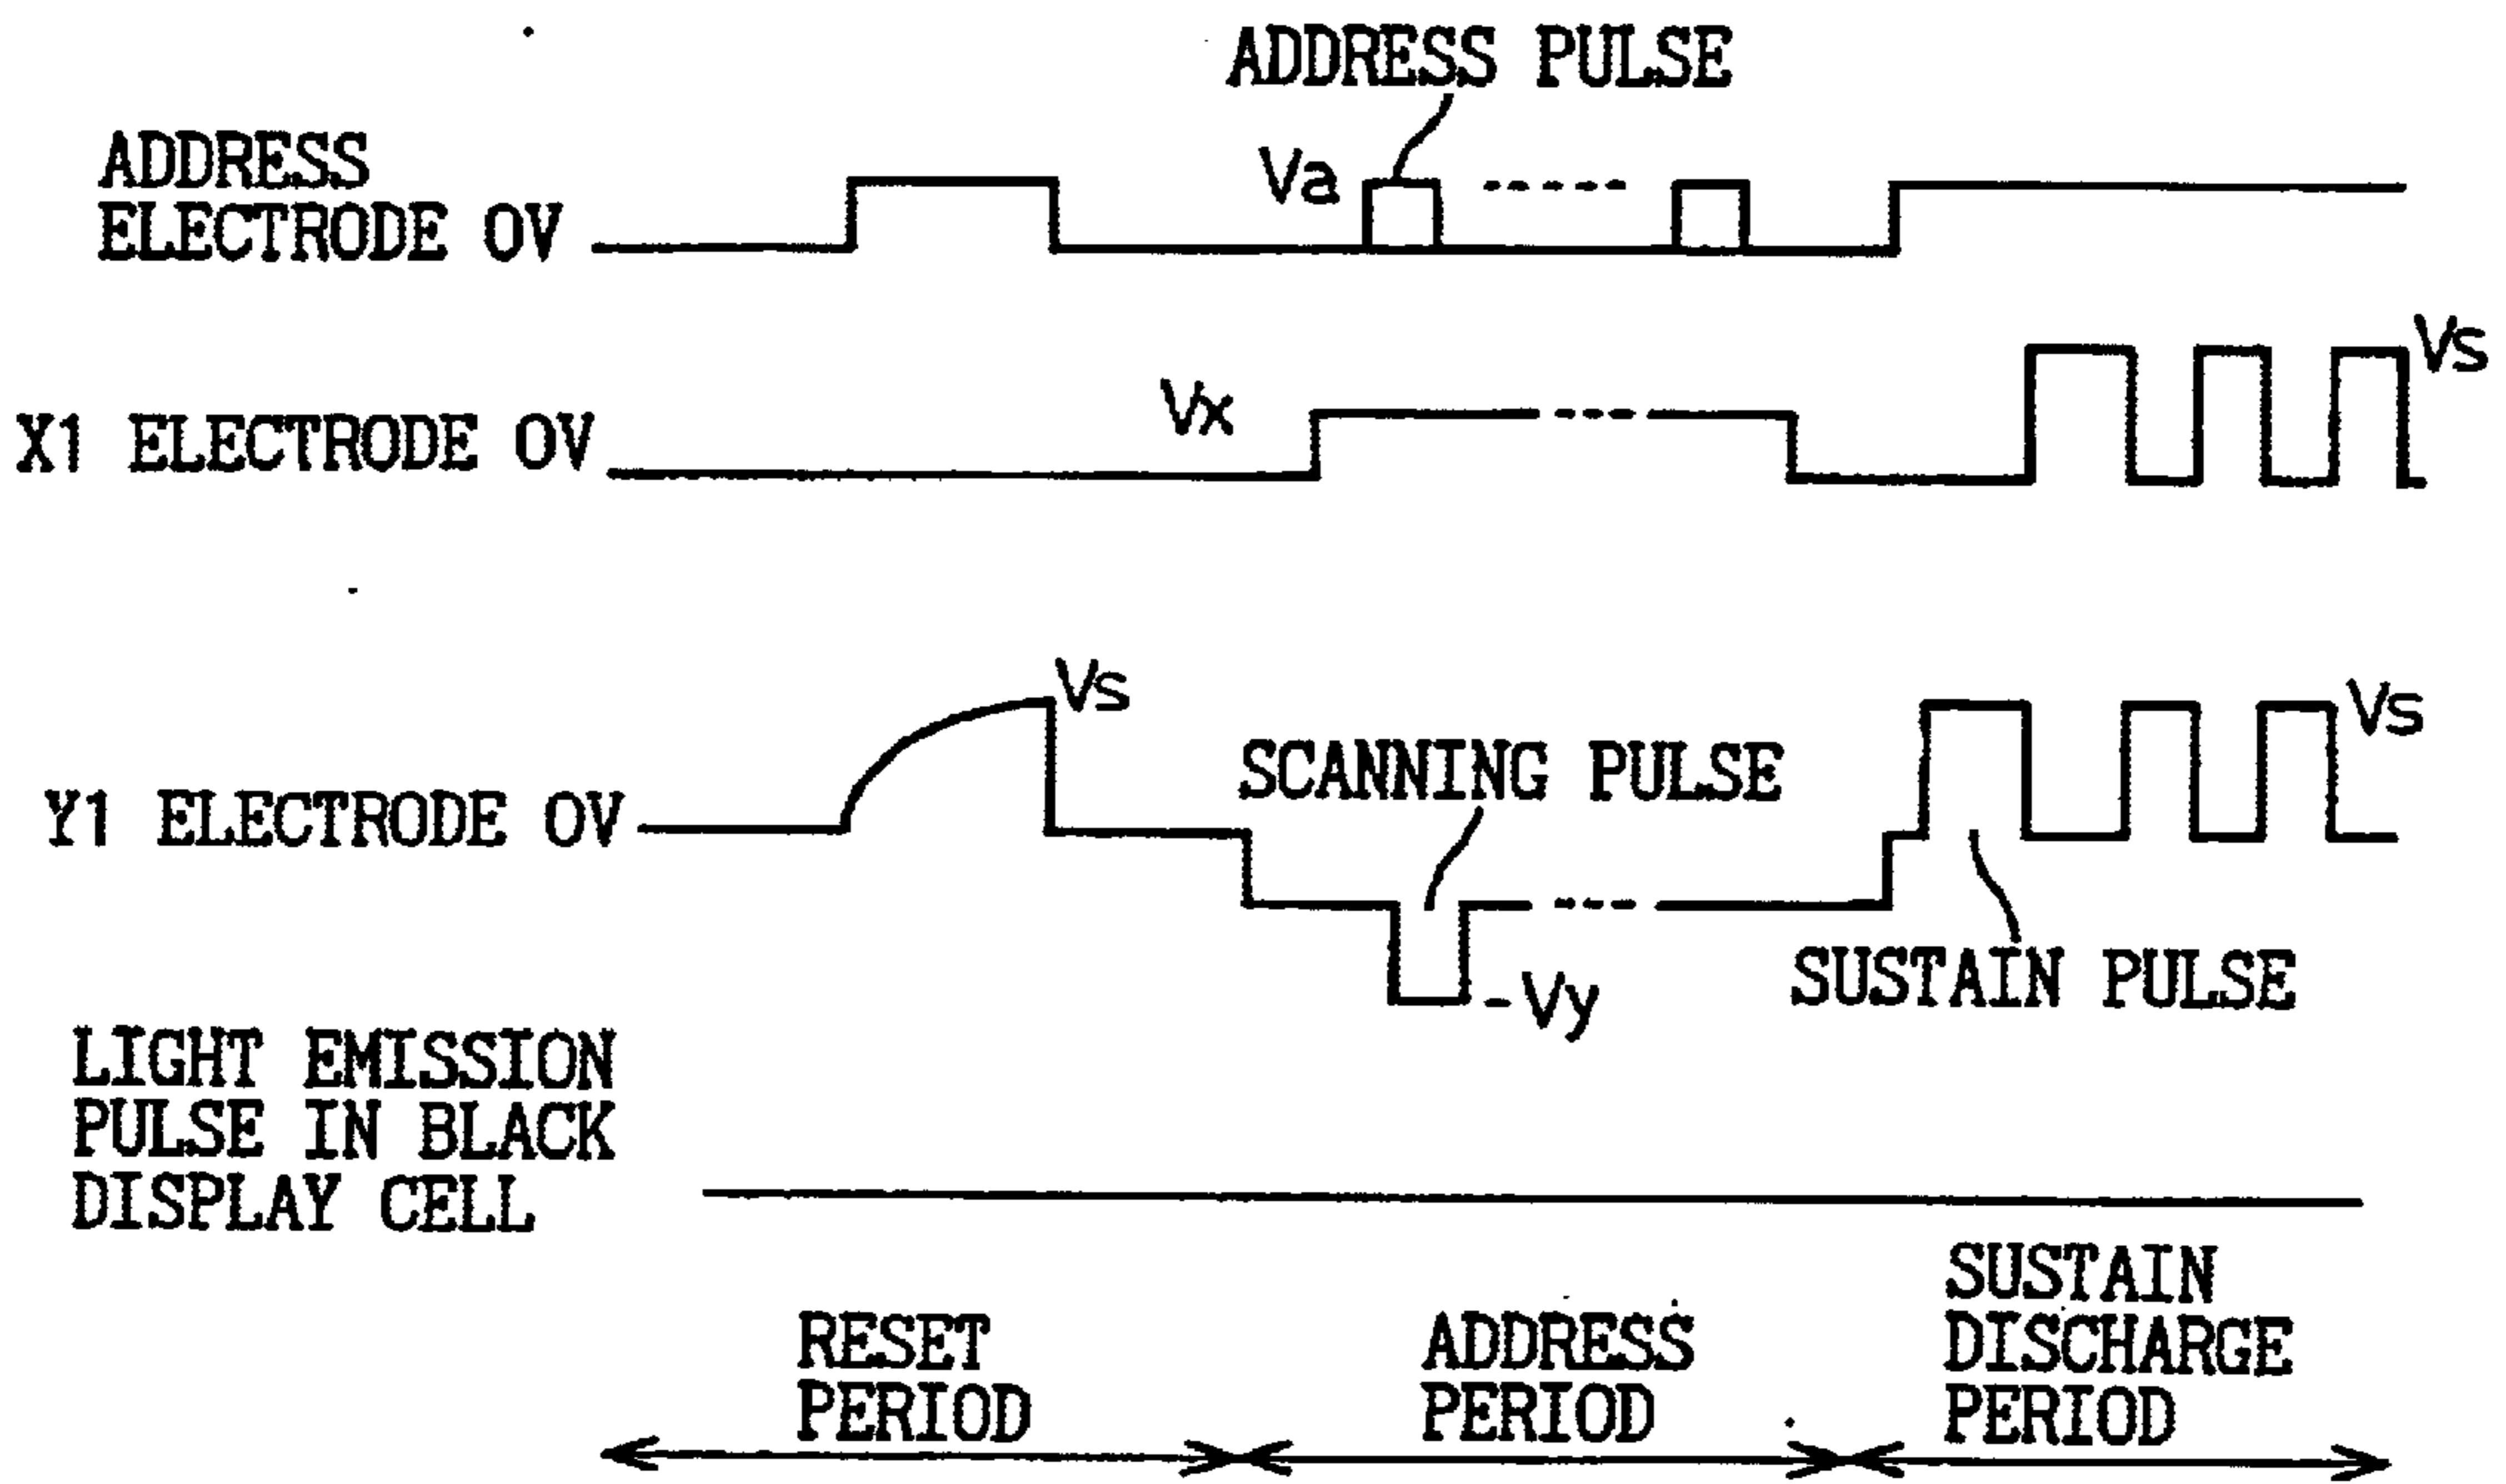 ADDRESS PULSE
ADDRESS
ELECTRODE 0V
Va
X1 ELECTRODE 0V
Vx
Vs
Y1 ELECTRODE 0V
Vs
SCANNING PULSE
-Vy
Vs
SUSTAIN PULSE
LIGHT EMISSION
PULSE IN BLACK
DISPLAY CELL
RESET
PERIOD
ADDRESS
PERIOD
SUSTAIN
DISCHARGE
PERIOD